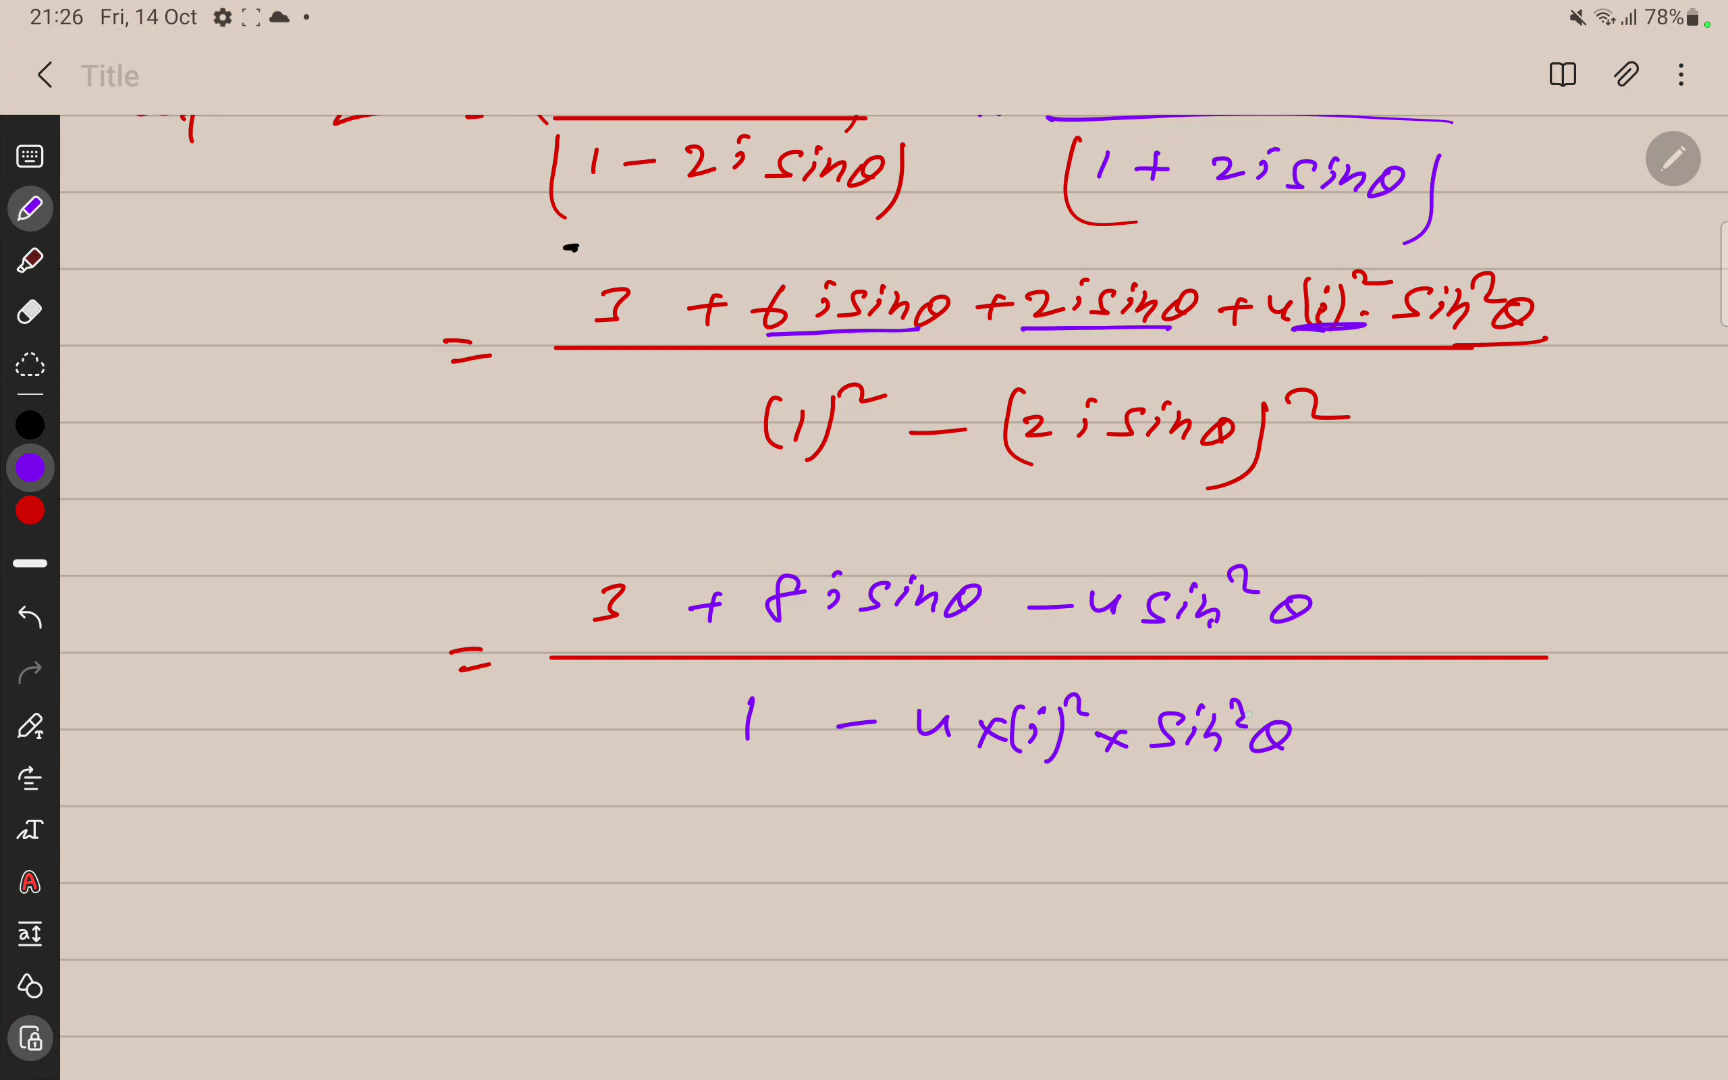 21:26 Fri, 14 Oct 78%
Title
(1 - 2i sinθ) (1 + 2i sinθ)
3 + 6 i sinθ + 2 i sinθ + 4(i)². sin²θ
=
(1)² - (2 i sinθ)²
3 + 8 i sinθ - 4 sin²θ
=
1 - 4 x(i)² x sin²θ